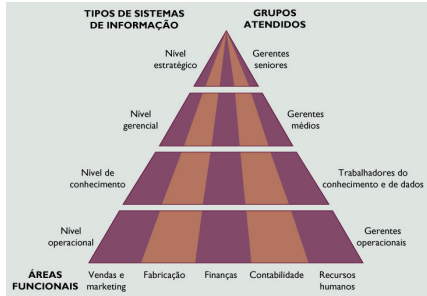 TIPOS DE SISTEMAS
DE INFORMAÇÃO
GRUPOS
ATENDIDOS
Nível
estratégico
Gerentes
seniores
Nível
gerencial
Gerentes
médios
Nível de
conhecimento
Trabalhadores do
conhecimento e de dados
Nível
operacional
Gerentes
operacionais
ÁREAS
FUNCIONAIS
Vendas e
marketing
Fabricação
Finanças
Contabilidade
Recursos
humanos